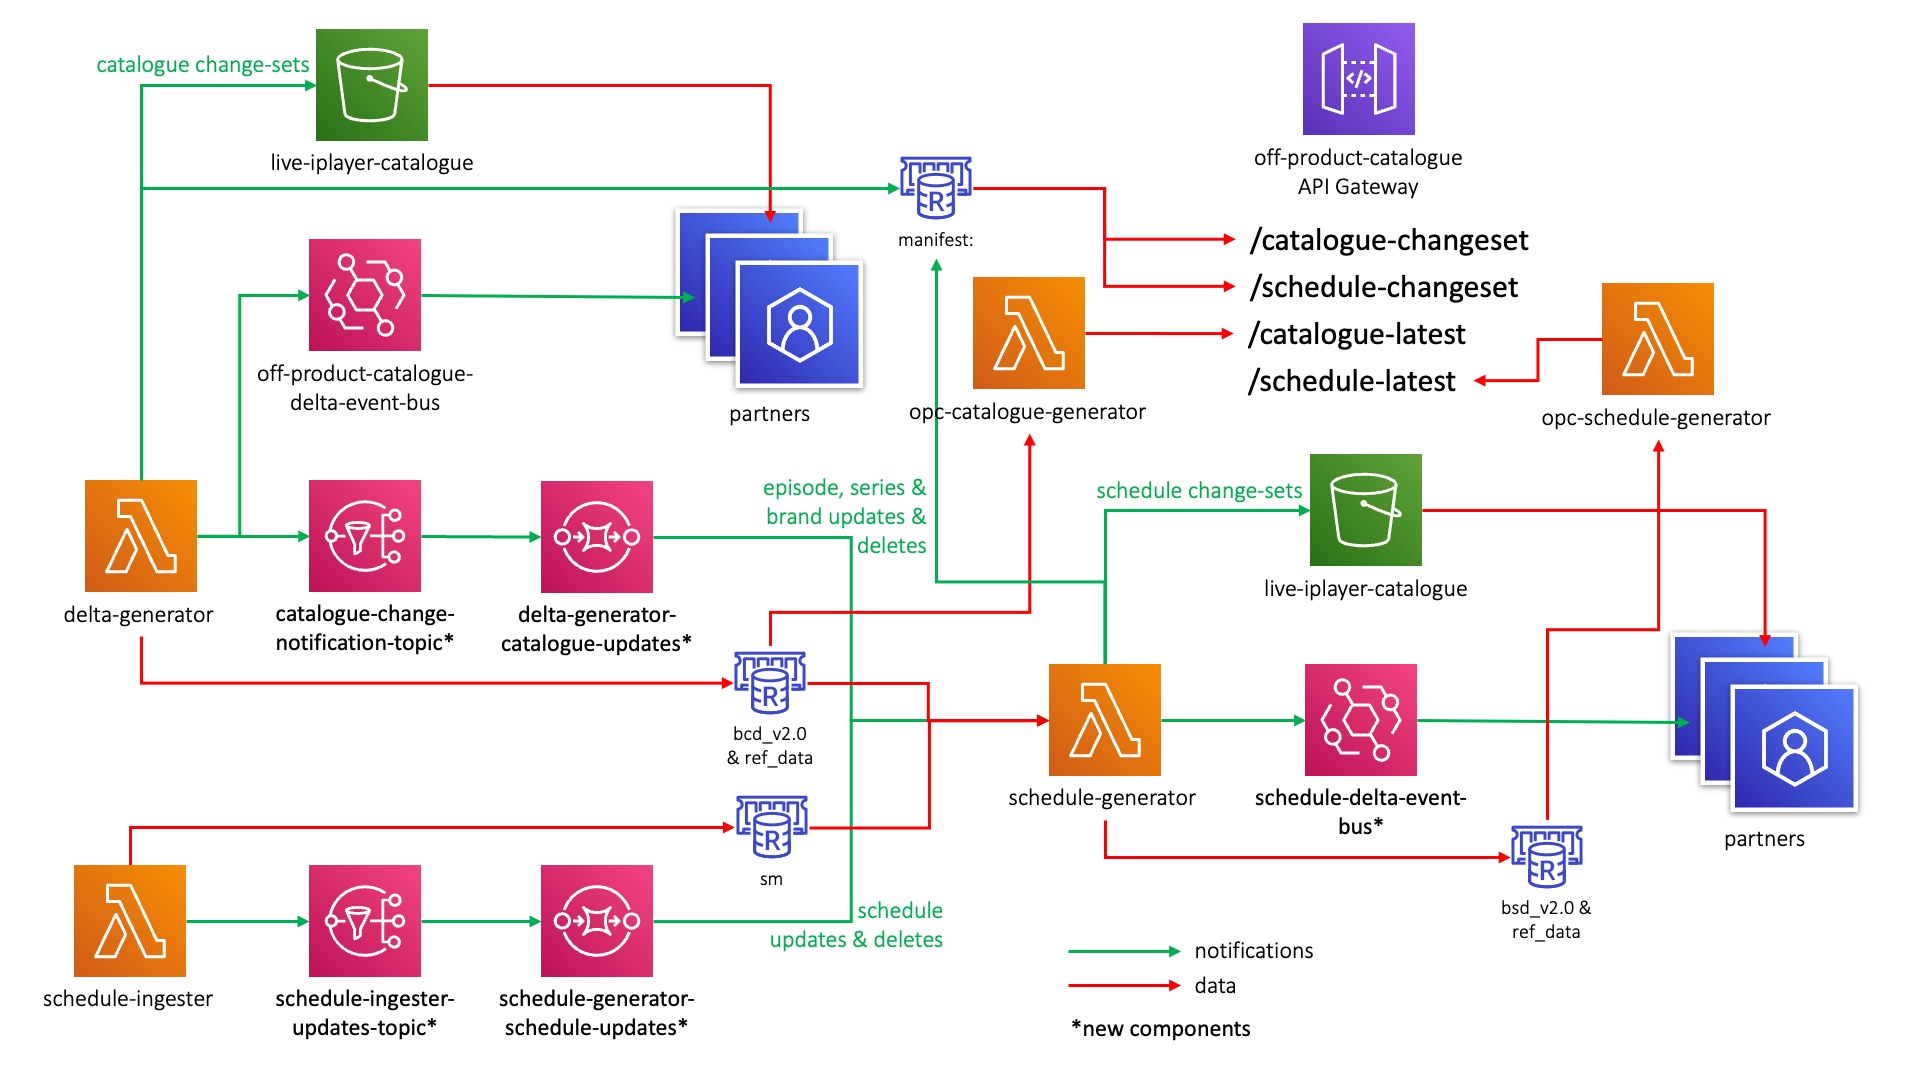 catalogue change-sets
live-iplayer-catalogue
off-product-catalogue
API Gateway
R
manifest:
/catalogue-changeset
/schedule-changeset
/catalogue-latest
/schedule-latest
off-product-catalogue-
delta-event-bus
partners
opc-catalogue-generator
opc-schedule-generator
episode, series &
brand updates &
deletes
schedule change-sets
live-iplayer-catalogue
delta-generator
catalogue-change-
notification-topic*
delta-generator-
catalogue-updates*
R
bcd_v2.0
& ref_data
schedule-generator
schedule-delta-event-
bus*
partners
R
sm
R
bsd_v2.0 &
ref_data
schedule
updates & deletes
schedule-ingester
schedule-ingester-
updates-topic*
schedule-generator-
schedule-updates*
notifications
data
*new components